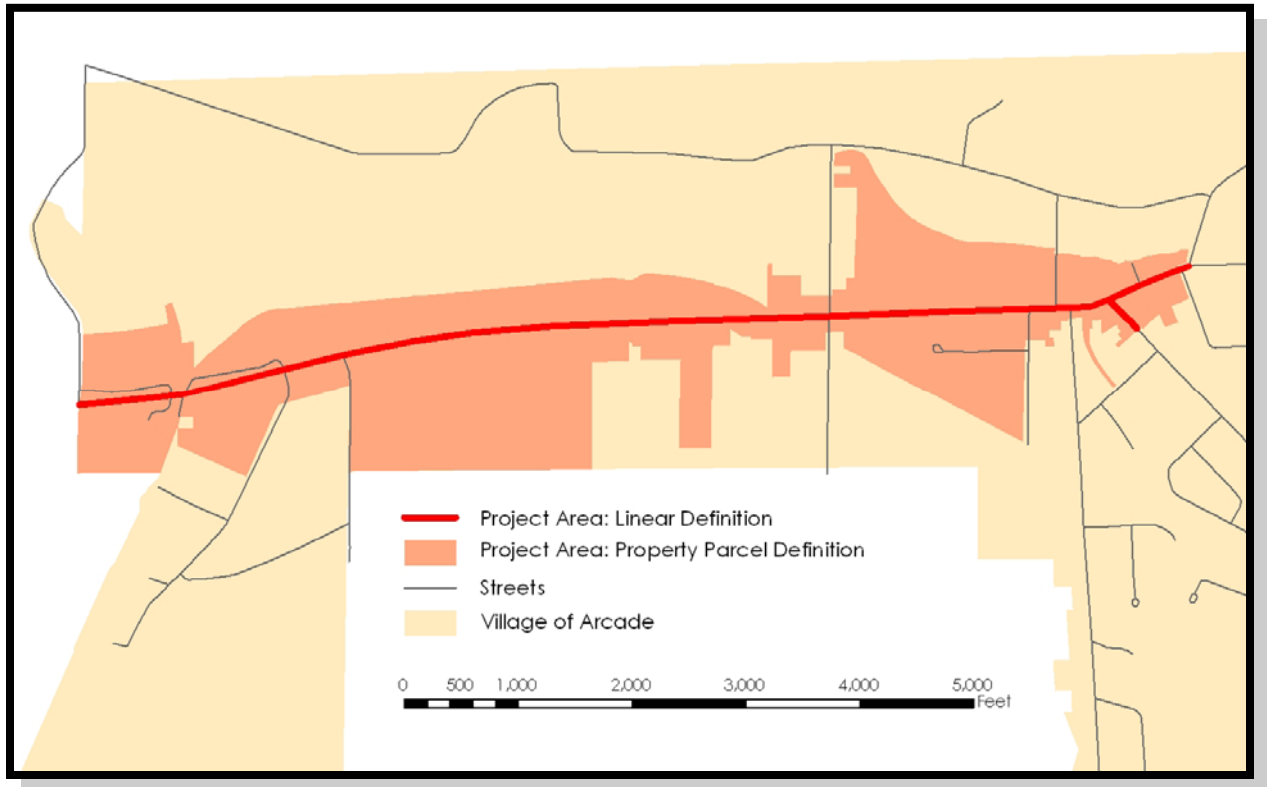 Project Area: Linear Definition
Project Area: Property Parcel Definition
Streets
Village of Arcade
0 500 1,000 2,000 3,000 4,000 5,000
Feet